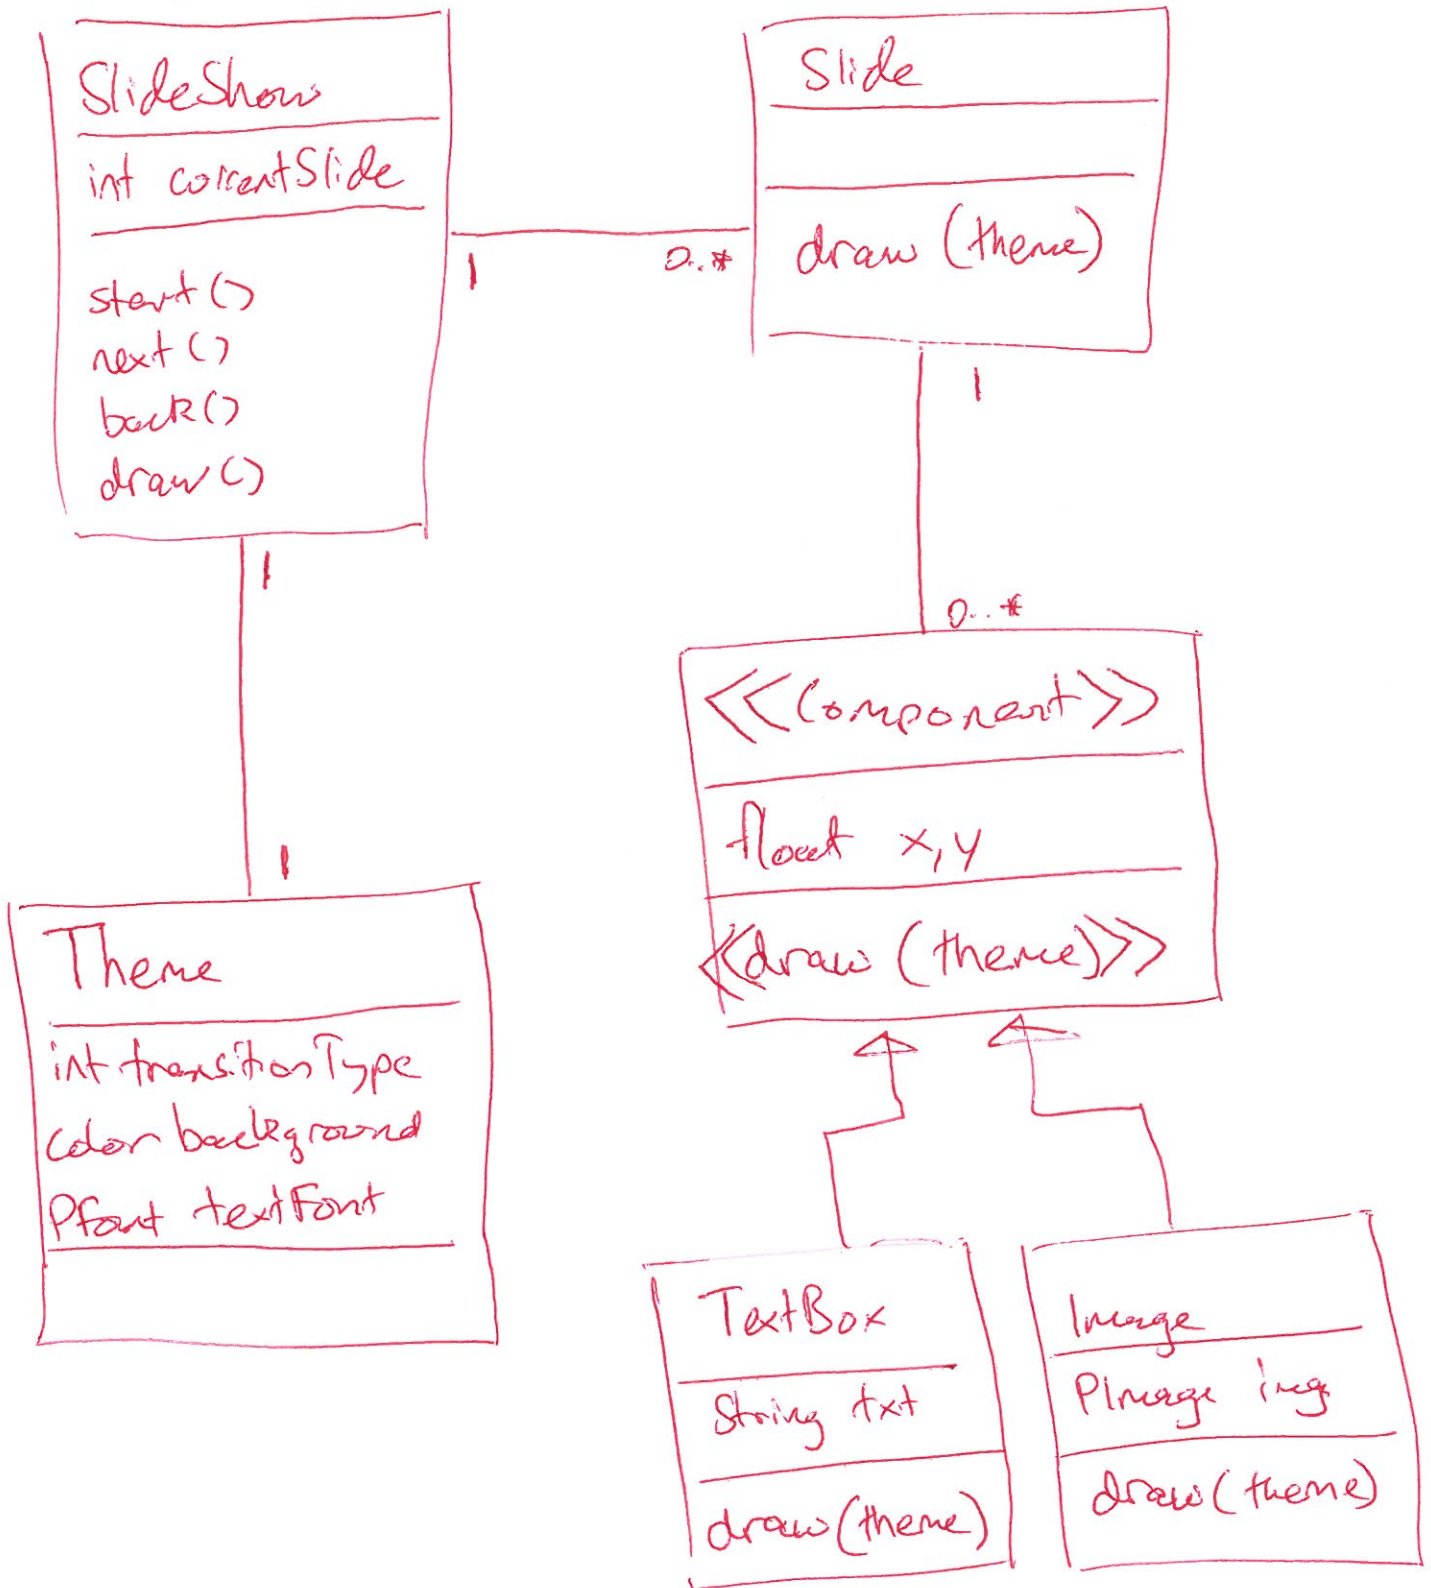 SlideShow
int currentSlide
start()
next()
back()
draw()
1
0..*
Slide
draw (theme)
1
0..*
1
1
Theme
int transitionType
color background
Pfont textFont
<<Component>>
float x,y
<<draw (theme)>>
TextBox
String txt
draw(theme)
Image
PImage img
draw(theme)